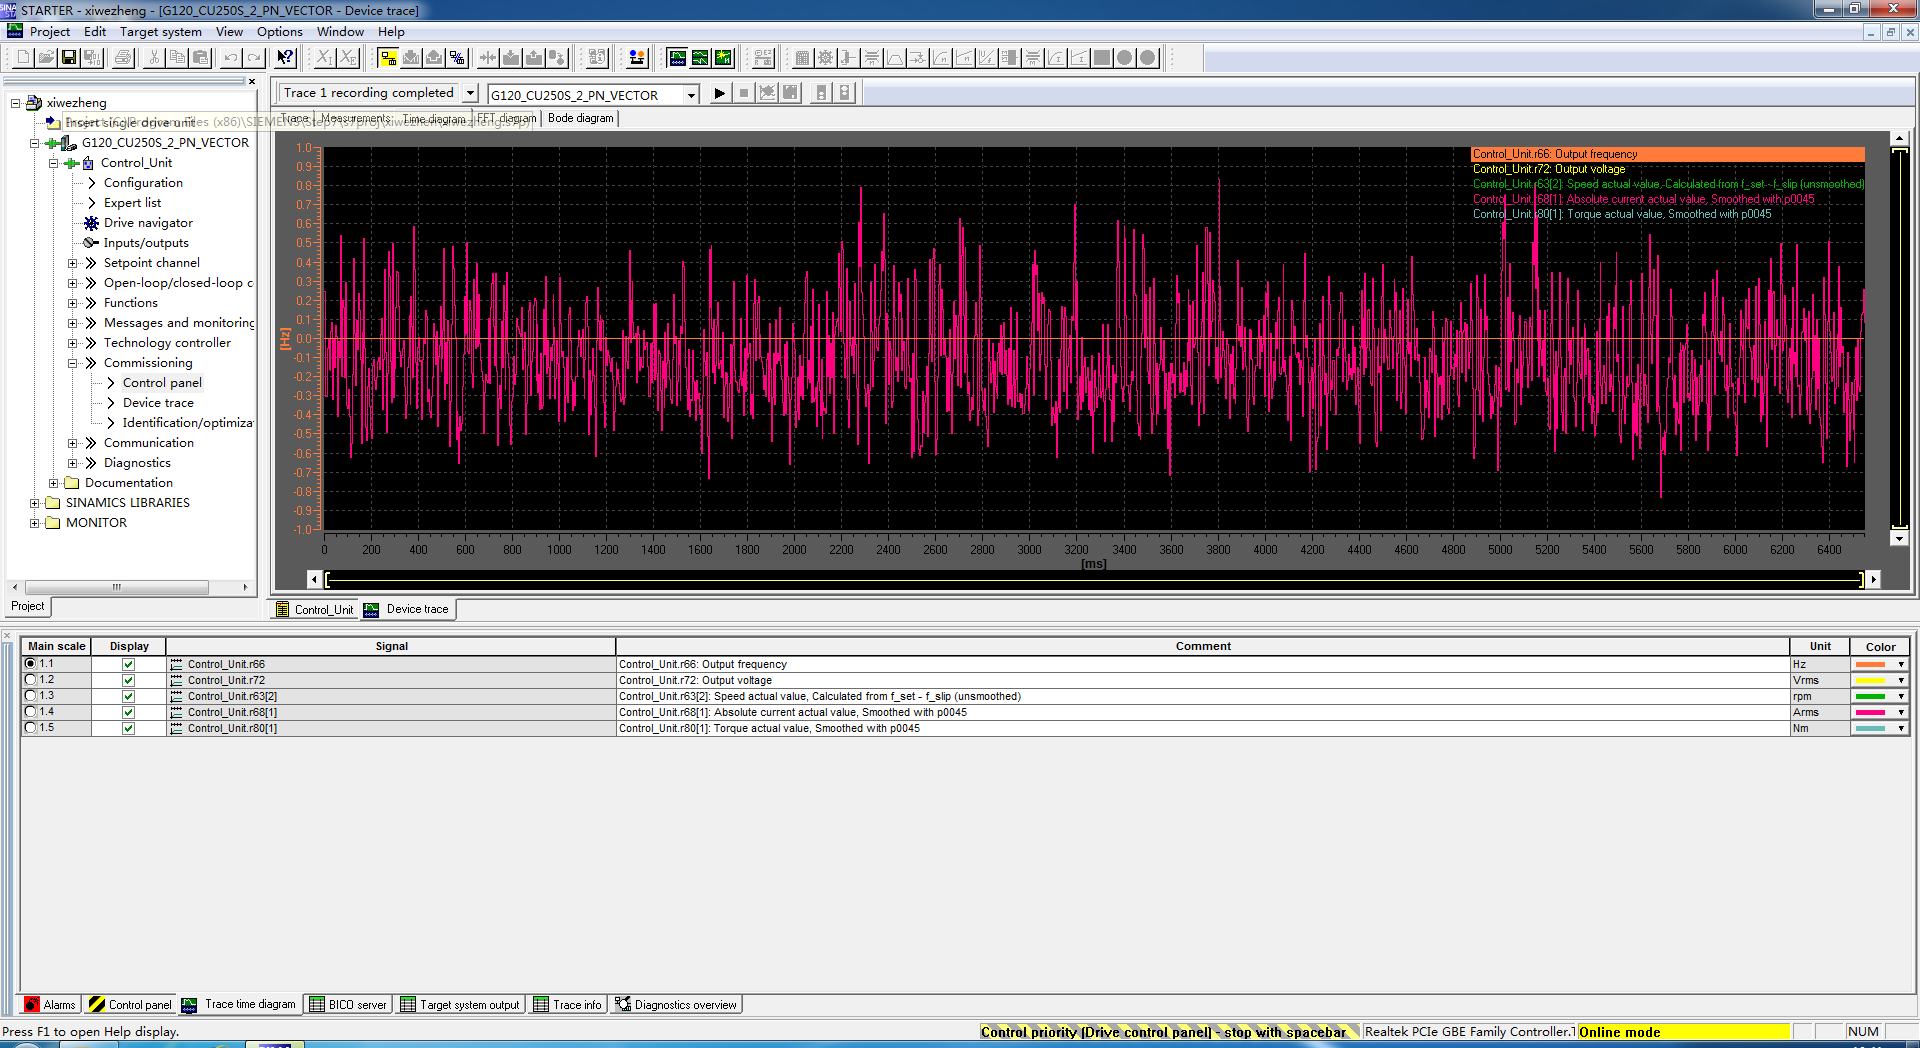 STARTER - xiwezheng - [G120_CU250S_2_PN_VECTOR - Device trace]
Project Edit Target system View Options Window Help
Trace 1 recording completed
G120_CU250S_2_PN_VECTOR
Trace Measurements Time diagram FFT diagram Bode diagram
xiwezheng
Insert single drive unit
G120_CU250S_2_PN_VECTOR
Control_Unit
Configuration
Expert list
Drive navigator
Inputs/outputs
Setpoint channel
Open-loop/closed-loop c
Functions
Messages and monitoring
Technology controller
Commissioning
Control panel
Device trace
Identification/optimiza
Communication
Diagnostics
Documentation
SINAMICS LIBRARIES
MONITOR
Project
Control_Unit.r66: Output frequency
Control_Unit.r72: Output voltage
Control_Unit.r63[2]: Speed actual value, Calculated from f_set - f_slip (unsmoothed)
Control_Unit.r68[1]: Absolute current actual value, Smoothed with p0045
Control_Unit.r80[1]: Torque actual value, Smoothed with p0045
1.0
0.9
0.8
0.7
0.6
0.5
0.4
0.3
0.2
0.1
0.0
-0.1
-0.2
-0.3
-0.4
-0.5
-0.6
-0.7
-0.8
-0.9
-1.0
[Hz]
0 200 400 600 800 1000 1200 1400 1600 1800 2000 2200 2400 2600 2800 3000 3200 3400 3600 3800 4000 4200 4400 4600 4800 5000 5200 5400 5600 5800 6000 6200 6400
[ms]
Control_Unit Device trace
Main scale Display Signal Comment Unit Color
1.1 Control_Unit.r66 Control_Unit.r66: Output frequency Hz
1.2 Control_Unit.r72 Control_Unit.r72: Output voltage Vrms
1.3 Control_Unit.r63[2] Control_Unit.r63[2]: Speed actual value, Calculated from f_set - f_slip (unsmoothed) rpm
1.4 Control_Unit.r68[1] Control_Unit.r68[1]: Absolute current actual value, Smoothed with p0045 Arms
1.5 Control_Unit.r80[1] Control_Unit.r80[1]: Torque actual value, Smoothed with p0045 Nm
Alarms Control panel Trace time diagram BICO server Target system output Trace info Diagnostics overview
Press F1 to open Help display.
Control priority [Drive control panel] - stop with spacebar
Realtek PCIe GBE Family Controller.T
Online mode
NUM